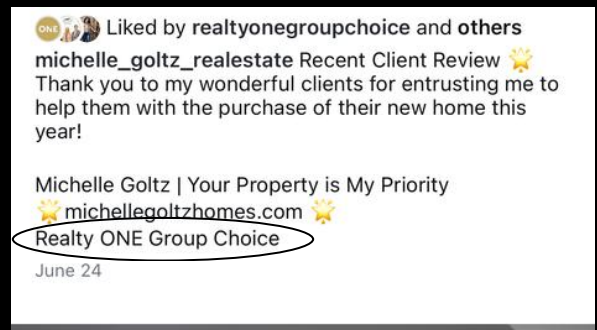 ONE Liked by realtyonegroupchoice and others
michelle_goltz_realestate Recent Client Review 🌟
Thank you to my wonderful clients for entrusting me to
help them with the purchase of their new home this
year!
Michelle Goltz | Your Property is My Priority
🌟 michellegoltzhomes.com 🌟
Realty ONE Group Choice
June 24